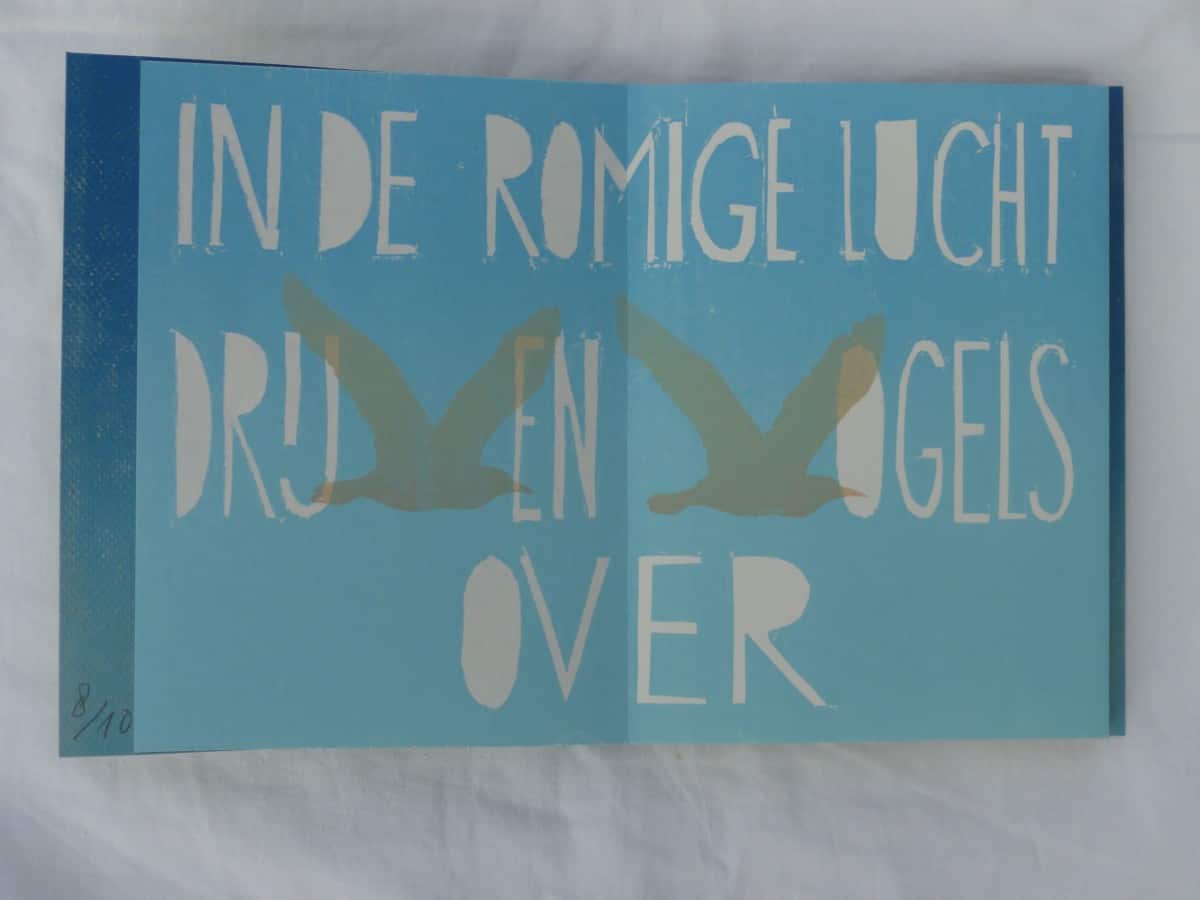 IN DE ROMIGE LUCHT
DRIJVEN VOGELS
OVER
8/10